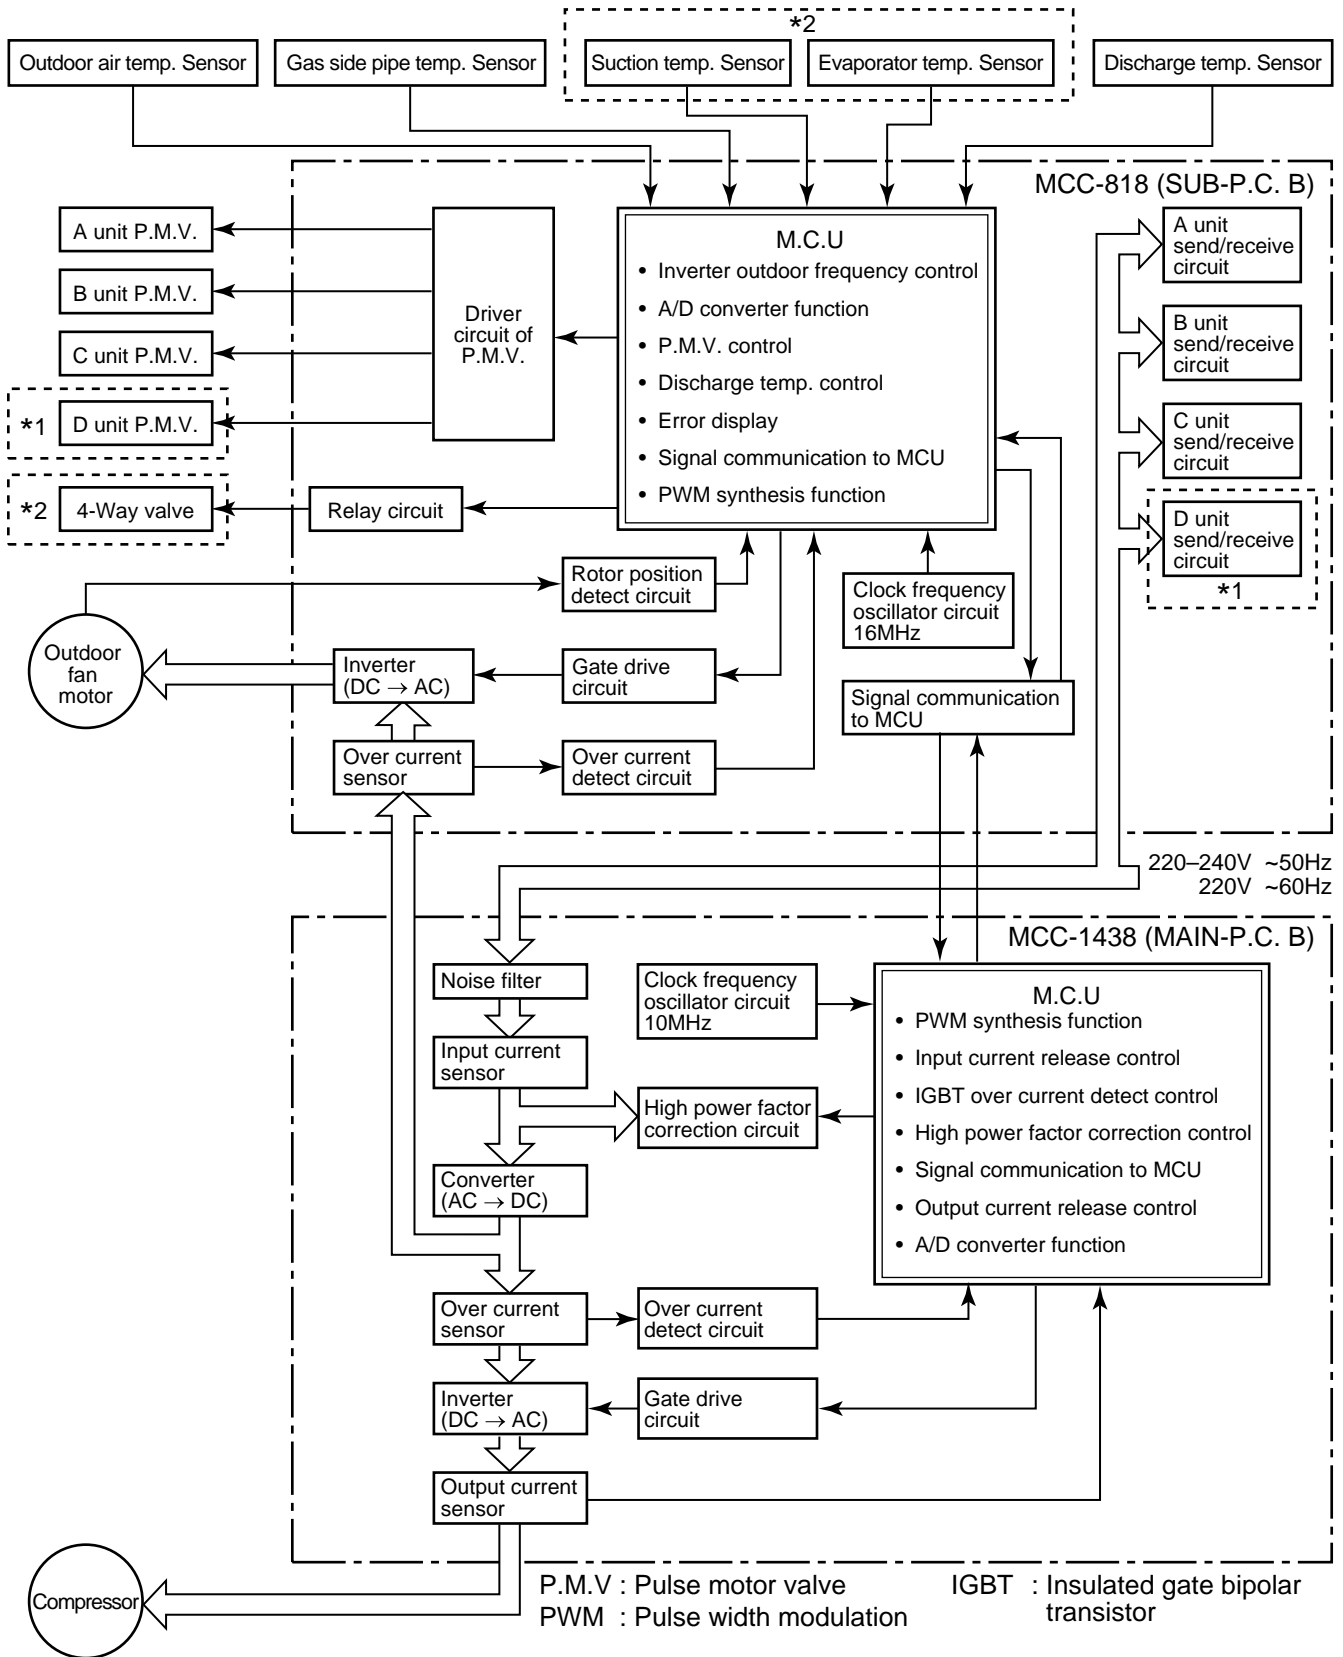 *2
Outdoor air temp. Sensor
Gas side pipe temp. Sensor
Suction temp. Sensor
Evaporator temp. Sensor
Discharge temp. Sensor
MCC-818 (SUB-P.C. B)
A unit P.M.V.
B unit P.M.V.
C unit P.M.V.
*1
D unit P.M.V.
*2
4-Way valve
Driver
circuit of
P.M.V.
Relay circuit
M.C.U
• Inverter outdoor frequency control
• A/D converter function
• P.M.V. control
• Discharge temp. control
• Error display
• Signal communication to MCU
• PWM synthesis function
A unit
send/receive
circuit
B unit
send/receive
circuit
C unit
send/receive
circuit
D unit
send/receive
circuit
*1
Rotor position
detect circuit
Clock frequency
oscillator circuit
16MHz
Outdoor
fan
motor
Inverter
(DC → AC)
Gate drive
circuit
Signal communication
to MCU
Over current
sensor
Over current
detect circuit
220–240V ~50Hz
220V ~60Hz
MCC-1438 (MAIN-P.C. B)
Noise filter
Clock frequency
oscillator circuit
10MHz
Input current
sensor
High power factor
correction circuit
Converter
(AC → DC)
M.C.U
• PWM synthesis function
• Input current release control
• IGBT over current detect control
• High power factor correction control
• Signal communication to MCU
• Output current release control
• A/D converter function
Over current
sensor
Over current
detect circuit
Inverter
(DC → AC)
Gate drive
circuit
Output current
sensor
Compressor
P.M.V : Pulse motor valve
PWM : Pulse width modulation
IGBT : Insulated gate bipolar
transistor